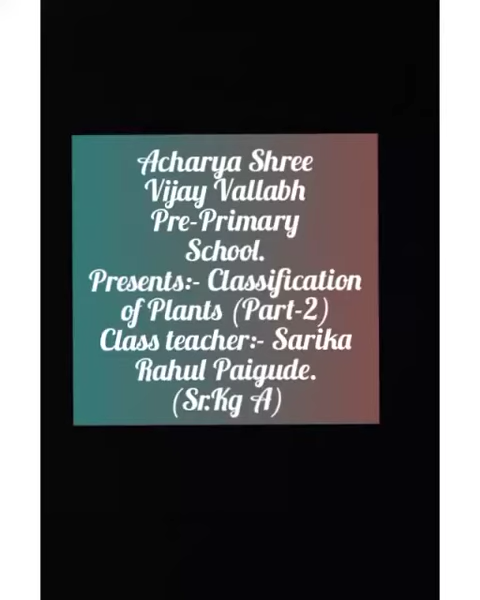 Acharya Shree
Vijay Vallabh
Pre-Primary
School.
Presents:- Classification
of Plants (Part-2)
Class teacher:- Sarika
Rahul Paigude.
(Sr.Kg A)